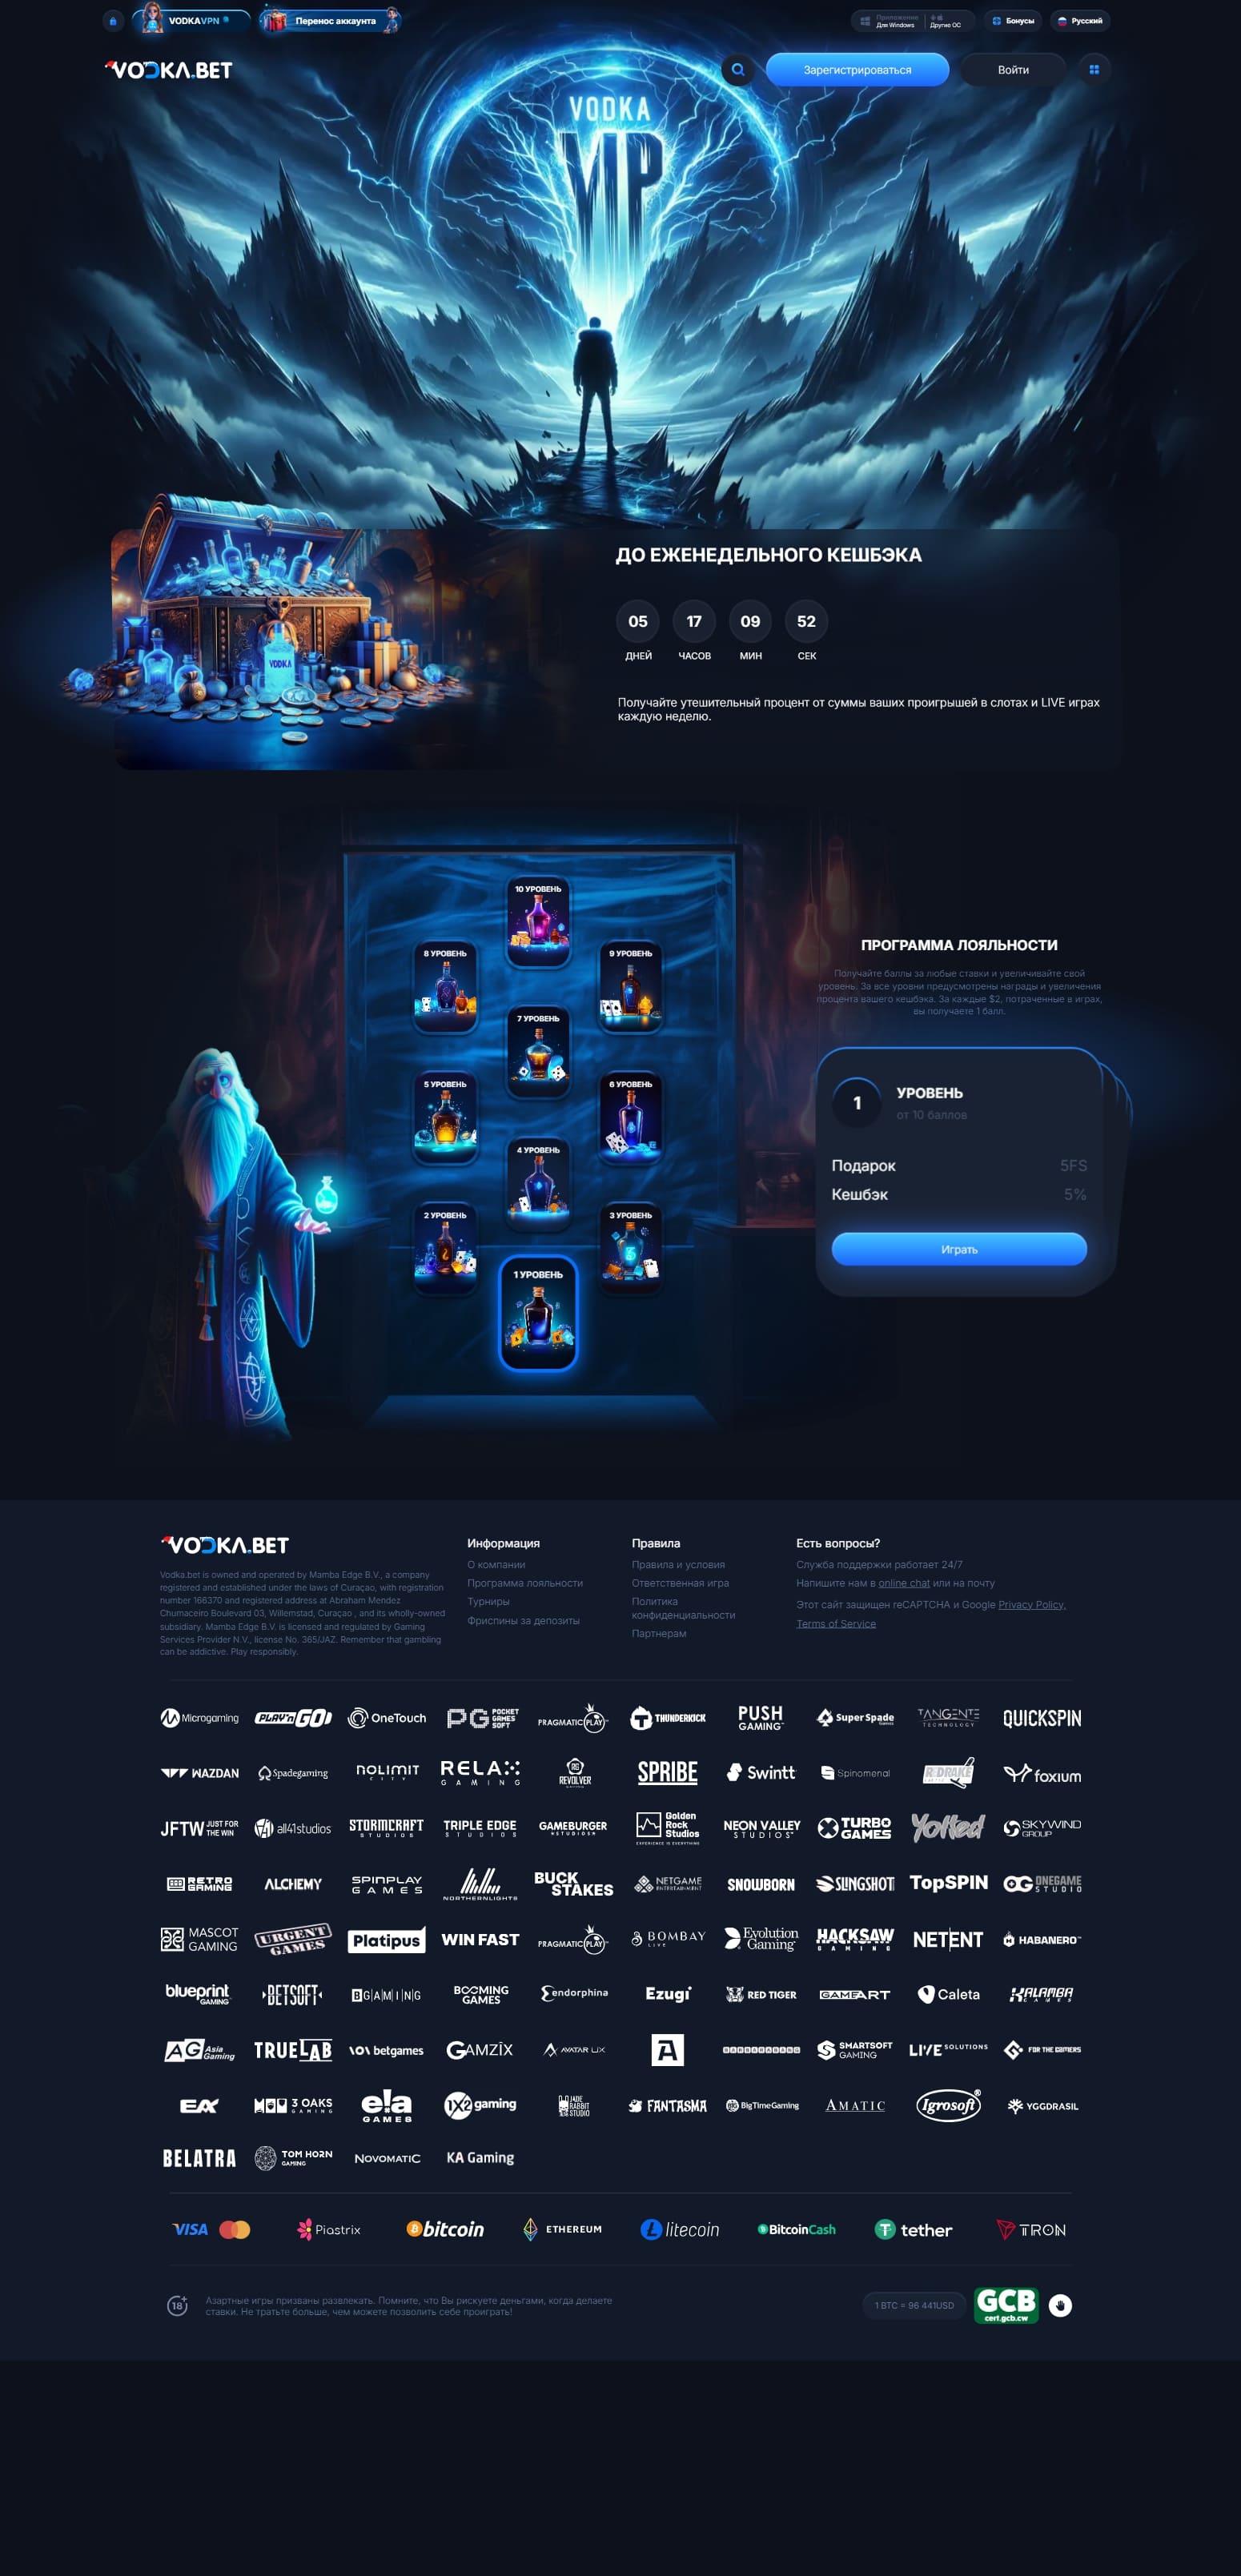 VODKAVPN
Перенос аккаунта
Приложение
Для Windows
Другие ОС
Бонусы
Русский
VODKA.BET
Зарегистрироваться
Войти
VODKA
VIP
ДО ЕЖЕНЕДЕЛЬНОГО КЕШБЭКА
05 17 09 52
ДНЕЙ ЧАСОВ МИН СЕК
VODKA
Получайте утешительный процент от суммы ваших проигрышей в слотах и LIVE играх
каждую неделю.
10 УРОВЕНЬ
8 УРОВЕНЬ
9 УРОВЕНЬ
7 УРОВЕНЬ
5 УРОВЕНЬ
6 УРОВЕНЬ
4 УРОВЕНЬ
2 УРОВЕНЬ
3 УРОВЕНЬ
1 УРОВЕНЬ
ПРОГРАММА ЛОЯЛЬНОСТИ
Получайте баллы за любые ставки и увеличивайте свой
уровень. За все уровни предусмотрены награды и увеличения
процента вашего кешбэка. За каждые $2, потраченные в играх,
вы получаете 1 балл.
1
УРОВЕНЬ
от 10 баллов
Подарок 5FS
Кешбэк 5%
Играть
VODKA.BET
Vodka.bet is owned and operated by Mamba Edge B.V., a company
registered and established under the laws of Curaçao, with registration
number 166370 and registered address at Abraham Mendez
Chumaceiro Boulevard 03, Willemstad, Curaçao , and its wholly-owned
subsidiary. Mamba Edge B.V. is licensed and regulated by Gaming
Services Provider N.V., license No. 365/JAZ. Remember that gambling
can be addictive. Play responsibly.
Информация
О компании
Программа лояльности
Турниры
Фриспины за депозиты
Правила
Правила и условия
Ответственная игра
Политика
конфиденциальности
Партнерам
Есть вопросы?
Служба поддержки работает 24/7
Напишите нам в online chat или на почту
Этот сайт защищен reCAPTCHA и Google Privacy Policy,
Terms of Service
Microgaming PLAY'n GO OneTouch PG POCKET GAMES SOFT PRAGMATIC PLAY THUNDERKICK PUSH GAMING Super Spade Games TANGENTE TECHNOLOGY QUICKSPIN
WAZDAN Spadegaming NOLIMIT CITY RELAX GAMING REVOLVER SPRIBE Swintt Spinomenal foxium
JFTW JUST FOR THE WIN all41studios STORMCRAFT STUDIOS TRIPLE EDGE STUDIOS GAMEBURGER STUDIOS Golden Rock Studios NEON VALLEY STUDIOS TURBO GAMES Yolted SKYWIND GROUP
RETRO GAMING ALCHEMY SPINPLAY GAMES NORTHERNLIGHTS BUCK STAKES NETGAME ENTERTAINMENT SNOWBORN SLINGSHOT TopSPIN OG ONEGAME STUDIO
MASCOT GAMING URGENT GAMES Platipus WIN FAST PRAGMATIC PLAY BOMBAY LIVE Evolution Gaming HACKSAW GAMING NETENT HABANERO
blueprint GAMING BETSOFT BGAMING BOOMING GAMES Endorphina Ezugi RED TIGER GAMEART Caleta KALAMBA GAMES
AG Asia Gaming TRUELAB betgames GAMZIX AVATAR UX A SMARTSOFT GAMING LIVE SOLUTIONS FOR THE GAMERS
3 OAKS GAMING ela GAMES 1X2 gaming JADE RABBIT STUDIO FANTASMA BigTimeGaming AMATIC Igrosoft YGGDRASIL
BELATRA TOM HORN GAMING NOVOMATIC KA Gaming
VISA Piastrix bitcoin ETHEREUM litecoin BitcoinCash tether TRON
18+
Азартные игры призваны развлекать. Помните, что Вы рискуете деньгами, когда делаете
ставки. Не тратьте больше, чем можете позволить себе проиграть!
1 BTC = 96 441USD
GCB
cert.gcb.cw